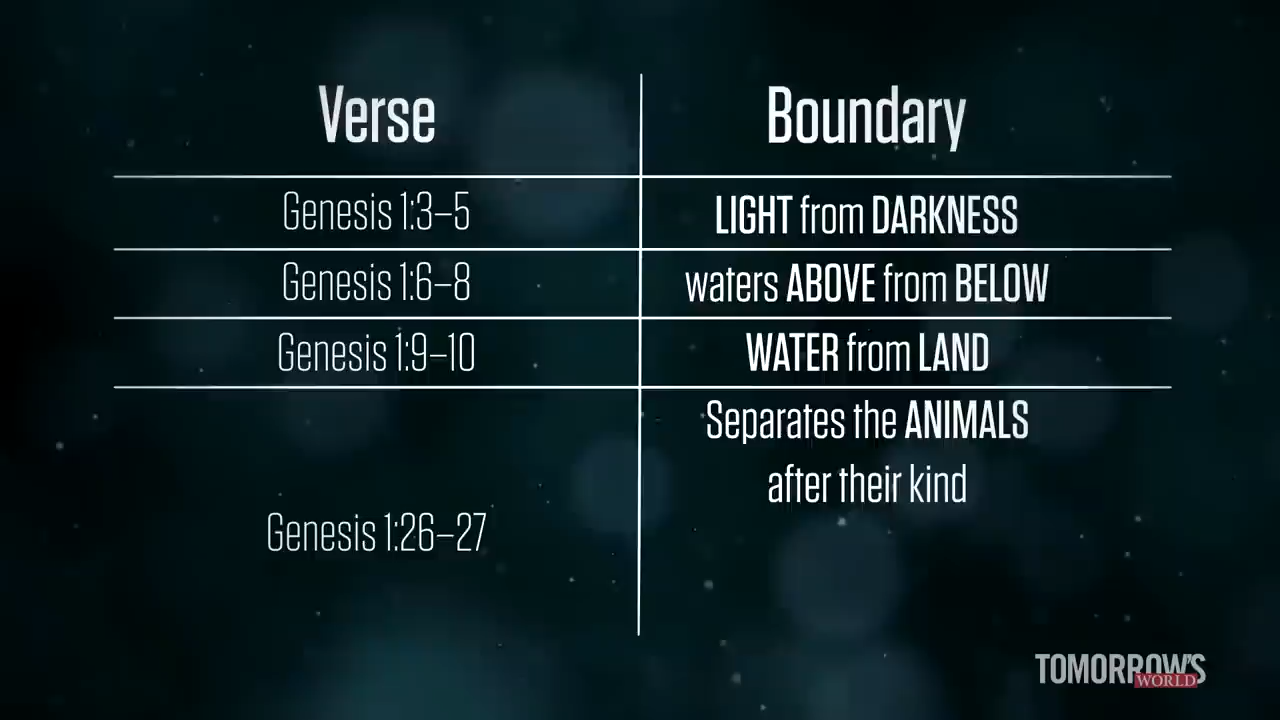 Verse Boundary
Genesis 1:3–5 LIGHT from DARKNESS
Genesis 1:6–8 waters ABOVE from BELOW
Genesis 1:9–10 WATER from LAND
Separates the ANIMALS
after their kind
Genesis 1:26–27
TOMORROW'S
WORLD